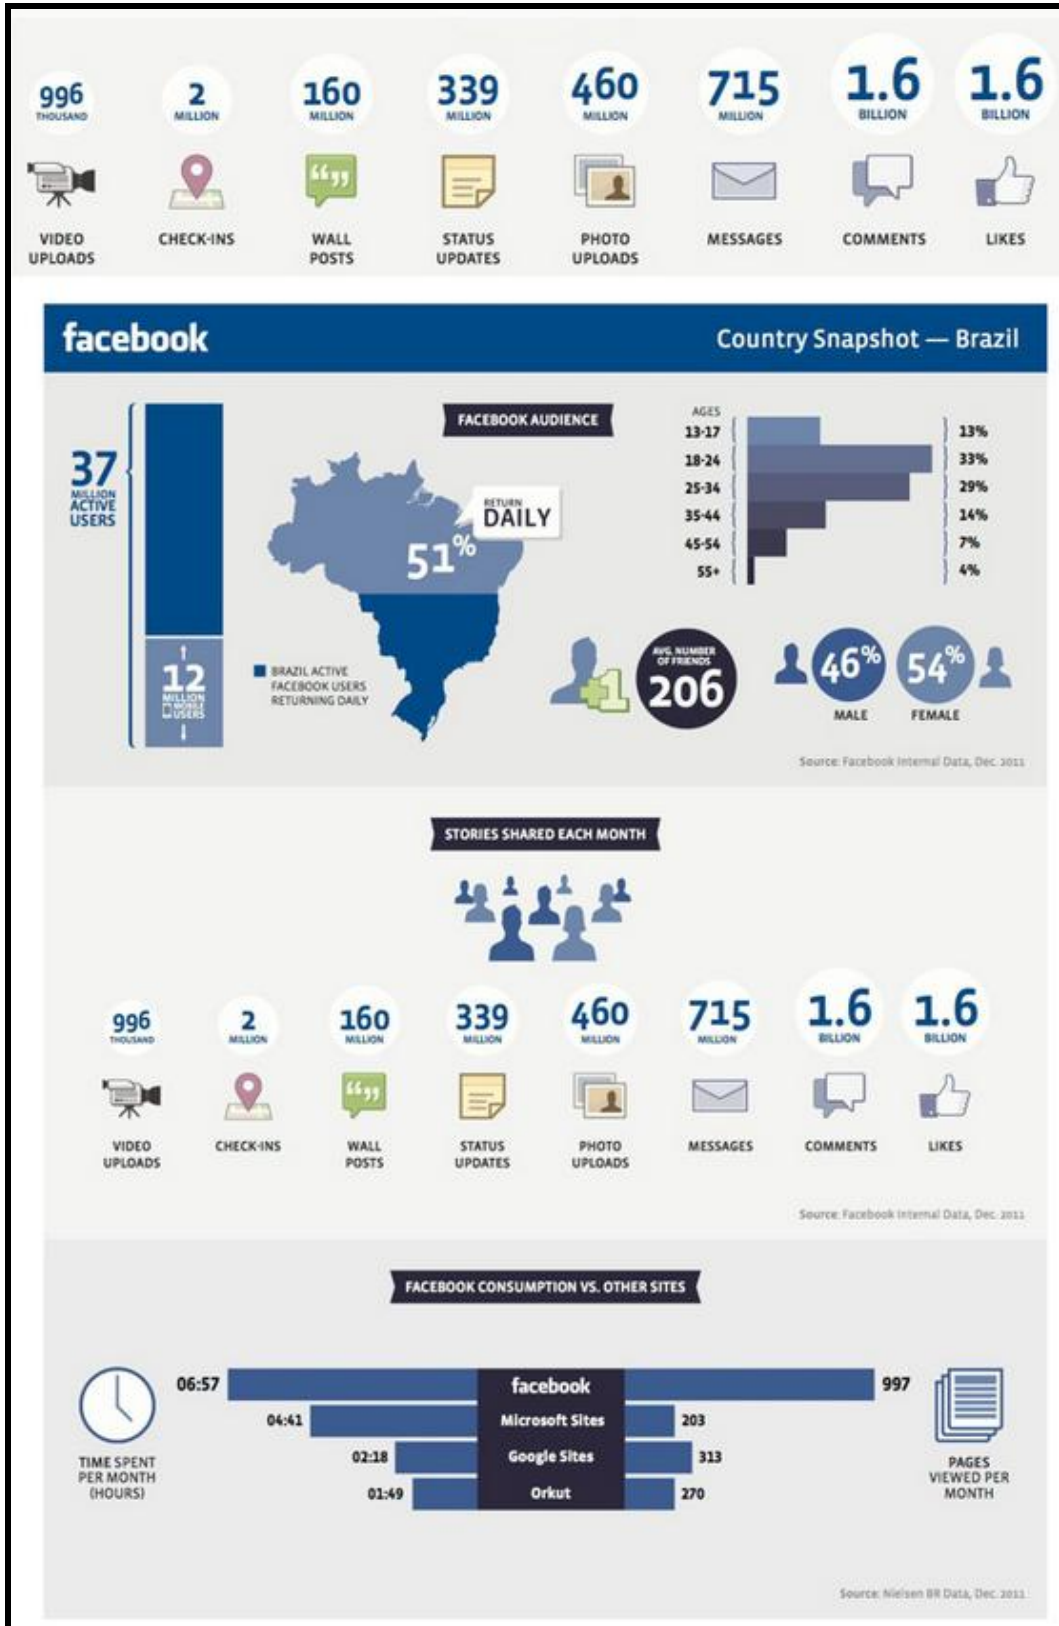 996
THOUSAND
2
MILLION
160
MILLION
339
MILLION
460
MILLION
715
MILLION
1.6
BILLION
1.6
BILLION
VIDEO
UPLOADS
CHECK-INS
WALL
POSTS
STATUS
UPDATES
PHOTO
UPLOADS
MESSAGES
COMMENTS
LIKES
facebook
Country Snapshot — Brazil
37
MILLION
ACTIVE
USERS
12
MILLION
MOBILE
USERS
FACEBOOK AUDIENCE
RETURN
DAILY
51%
BRAZIL ACTIVE
FACEBOOK USERS
RETURNING DAILY
AGES
13-17 13%
18-24 33%
25-34 29%
35-44 14%
45-54 7%
55+ 4%
+1
AVG. NUMBER
OF FRIENDS
206
46%
MALE
54%
FEMALE
Source: Facebook Internal Data, Dec. 2011
STORIES SHARED EACH MONTH
996
THOUSAND
2
MILLION
160
MILLION
339
MILLION
460
MILLION
715
MILLION
1.6
BILLION
1.6
BILLION
VIDEO
UPLOADS
CHECK-INS
WALL
POSTS
STATUS
UPDATES
PHOTO
UPLOADS
MESSAGES
COMMENTS
LIKES
Source: Facebook Internal Data, Dec. 2011
FACEBOOK CONSUMPTION VS. OTHER SITES
TIME SPENT
PER MONTH
(HOURS)
06:57 facebook 997
04:41 Microsoft Sites 203
02:18 Google Sites 313
01:49 Orkut 270
PAGES
VIEWED PER
MONTH
Source: Nielsen BR Data, Dec. 2011